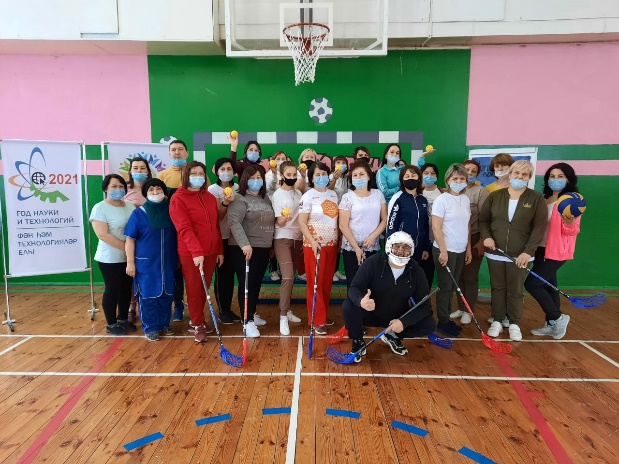 2021
ГОД НАУКИ
И ТЕХНОЛОГИЙ
ФӘН ҺӘМ
ТЕХНОЛОГИЯЛӘР
ЕЛЫ